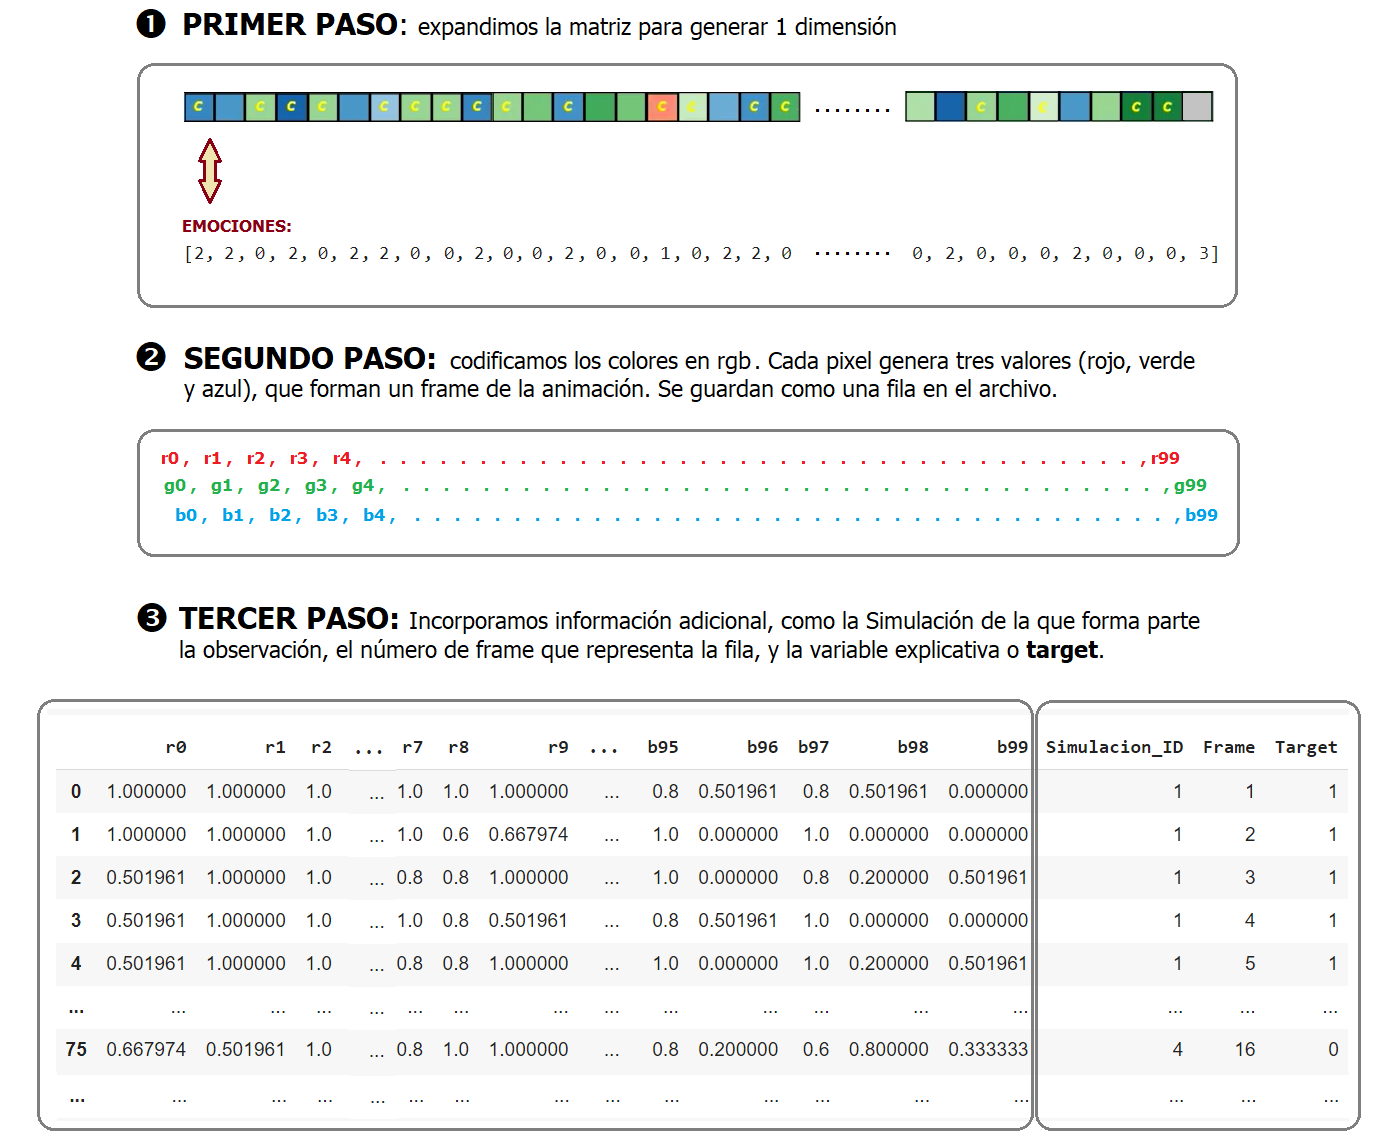 ❶ PRIMER PASO: expandimos la matriz para generar 1 dimensión
c c c c c c c c c c c c c c c c c c c
EMOCIONES:
[2, 2, 0, 2, 0, 2, 2, 0, 0, 2, 0, 0, 2, 0, 0, 1, 0, 2, 2, 0 ........ 0, 2, 0, 0, 0, 2, 0, 0, 0, 3]
❷ SEGUNDO PASO: codificamos los colores en rgb. Cada pixel genera tres valores (rojo, verde
y azul), que forman un frame de la animación. Se guardan como una fila en el archivo.
r0, r1, r2, r3, r4, . . . . . . . . . . . . . . . . . . . . . . . . . . . . . . . . . . . . . . . ,r99
g0, g1, g2, g3, g4, . . . . . . . . . . . . . . . . . . . . . . . . . . . . . . . . . . . . . . . ,g99
b0, b1, b2, b3, b4, . . . . . . . . . . . . . . . . . . . . . . . . . . . . . . . . . . . . . . . ,b99
❸ TERCER PASO: Incorporamos información adicional, como la Simulación de la que forma parte
la observación, el número de frame que representa la fila, y la variable explicativa o target.
r0 r1 r2 ... r7 r8 r9 ... b95 b96 b97 b98 b99 Simulacion_ID Frame Target
0 1.000000 1.000000 1.0 ... 1.0 1.0 1.000000 ... 0.8 0.501961 0.8 0.501961 0.000000 1 1 1
1 1.000000 1.000000 1.0 ... 1.0 0.6 0.667974 ... 1.0 0.000000 1.0 0.000000 0.000000 1 2 1
2 0.501961 1.000000 1.0 ... 0.8 0.8 1.000000 ... 1.0 0.000000 0.8 0.200000 0.501961 1 3 1
3 0.501961 1.000000 1.0 ... 1.0 0.8 0.501961 ... 0.8 0.501961 1.0 0.000000 0.000000 1 4 1
4 0.501961 1.000000 1.0 ... 0.8 0.8 1.000000 ... 1.0 0.000000 1.0 0.200000 0.501961 1 5 1
... ... ... ... ... ... ... ... ... ... ... ... ... ... ... ... ...
75 0.667974 0.501961 1.0 ... 0.8 1.0 1.000000 ... 0.8 0.200000 0.6 0.800000 0.333333 4 16 0
... ... ... ... ... ... ... ... ... ... ... ... ... ... ... ... ...